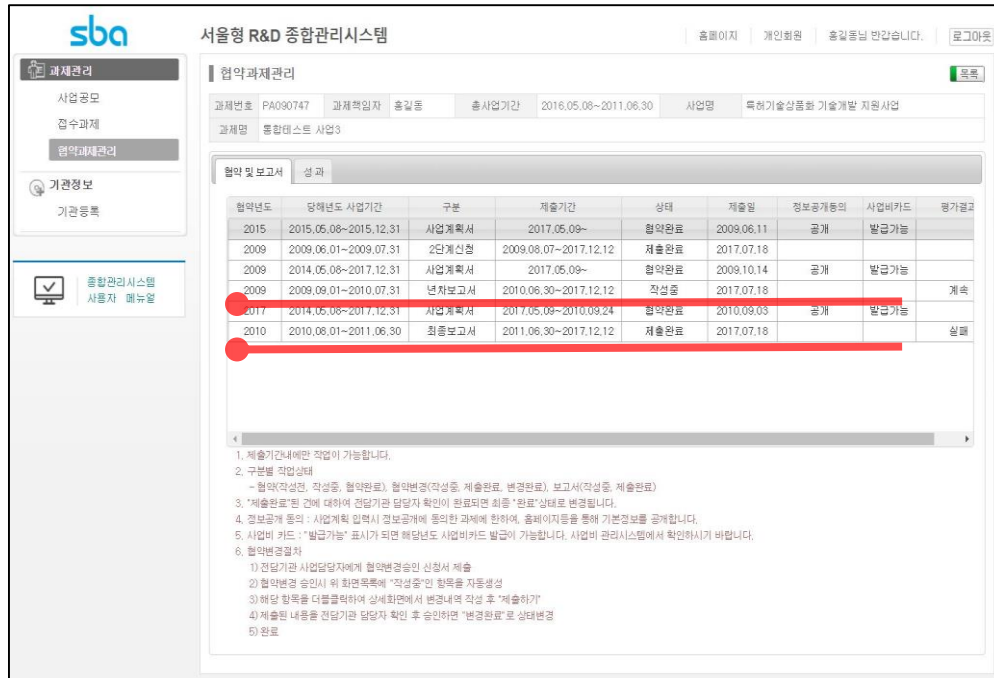 sba
서울형 R&D 종합관리시스템
홈페이지 개인회원 홍길동님 반갑습니다. 로그아웃
과제관리
사업공모
접수과제
협약과제관리
기관정보
기관등록
종합관리시스템
사용자 메뉴얼
협약과제관리
목록
과제번호 PA090747 과제책임자 홍길동 총사업기간 2016.05.08~2011.06.30 사업명 특허기술상품화 기술개발 지원사업
과제명 통합테스트 사업3
협약 및 보고서 성과
협약년도 당해년도 사업기간 구분 제출기간 상태 제출일 정보공개동의 사업비카드 평가결과
2015 2015.05.08~2015.12.31 사업계획서 2017.05.09~ 협약완료 2009.06.11 공개 발급가능
2009 2009.06.01~2009.07.31 2단계신청 2009.08.07~2017.12.12 제출완료 2017.07.18
2009 2014.05.08~2017.12.31 사업계획서 2017.05.09~ 협약완료 2009.10.14 공개 발급가능
2009 2009.09.01~2010.07.31 년차보고서 2010.06.30~2017.12.12 작성중 2017.07.18 계속
2017 2014.05.08~2017.12.31 사업계획서 2017.05.09~2010.09.24 협약완료 2010.09.03 공개 발급가능
2010 2010.08.01~2011.06.30 최종보고서 2011.06.30~2017.12.12 제출완료 2017.07.18 실패
1. 제출기간내에만 작업이 가능합니다.
2. 구분별 작업상태
- 협약(작성전, 작성중, 협약완료), 협약변경(작성중, 제출완료, 변경완료), 보고서(작성중, 제출완료)
3. "제출완료"된 건에 대하여 전담기관 담당자 확인이 완료되면 최종 "완료"상태로 변경됩니다.
4. 정보공개 동의 : 사업계획 입력시 정보공개에 동의한 과제에 한하여, 홈페이지등을 통해 기본정보를 공개합니다.
5. 사업비 카드 : "발급가능" 표시가 되면 해당년도 사업비카드 발급이 가능합니다. 사업비 관리시스템에서 확인하시기 바랍니다.
6. 협약변경절차
1) 전담기관 사업담당자에게 협약변경승인 신청서 제출
2) 협약변경 승인시 위 화면목록에 "작성중"인 항목을 자동생성
3) 해당 항목을 더블클릭하여 상세화면에서 변경내역 작성 후 "제출하기"
4) 제출된 내용을 전담기관 담당자 확인 후 승인하면 "변경완료"로 상태변경
5) 완료